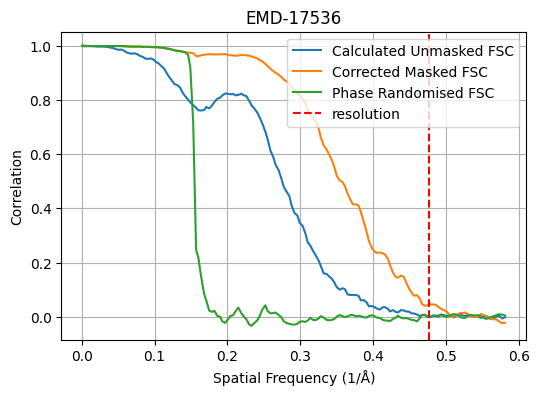 EMD-17536
Calculated Unmasked FSC
Corrected Masked FSC
Phase Randomised FSC
resolution
Correlation
1.0
0.8
0.6
0.4
0.2
0.0
0.0 0.1 0.2 0.3 0.4 0.5 0.6
Spatial Frequency (1/Å)